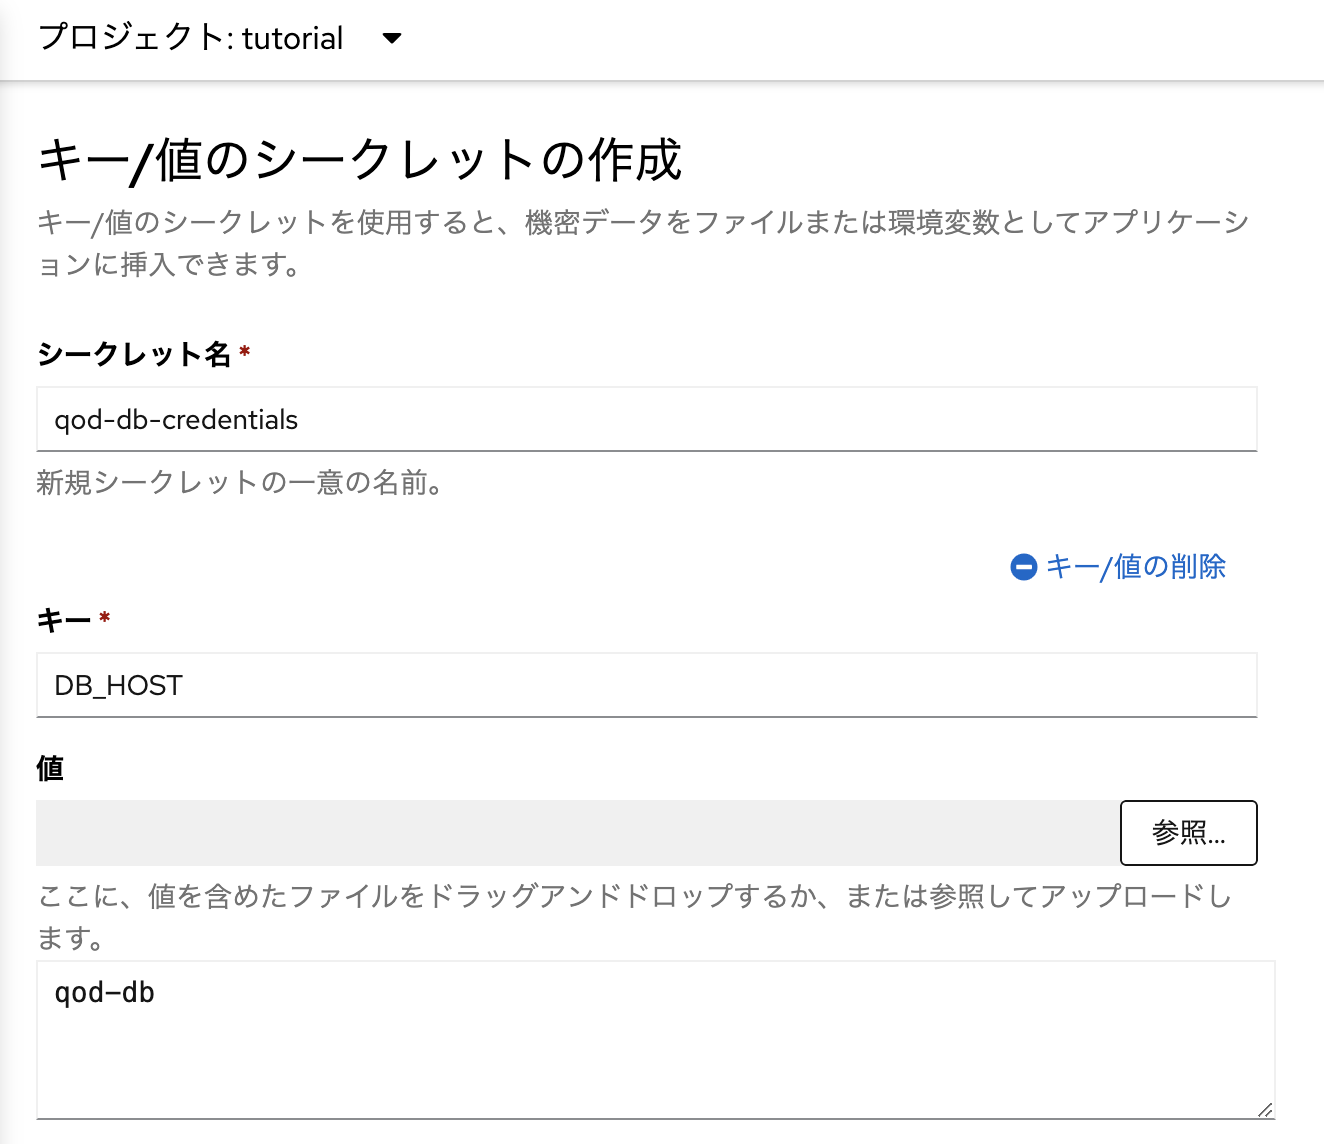 プロジェクト: tutorial
キー/値のシークレットの作成
キー/値のシークレットを使用すると、機密データをファイルまたは環境変数としてアプリケーシ
ョンに挿入できます。
シークレット名 *
qod-db-credentials
新規シークレットの一意の名前。
キー/値の削除
キー *
DB_HOST
値
参照...
ここに、値を含めたファイルをドラッグアンドドロップするか、または参照してアップロードし
ます。
qod-db